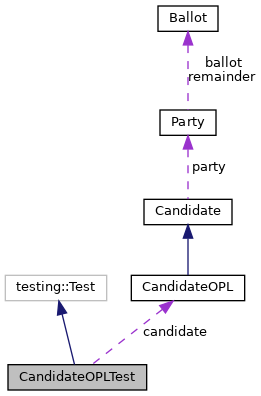 Ballot
ballot
remainder
Party
party
Candidate
testing::Test
CandidateOPL
candidate
CandidateOPLTest